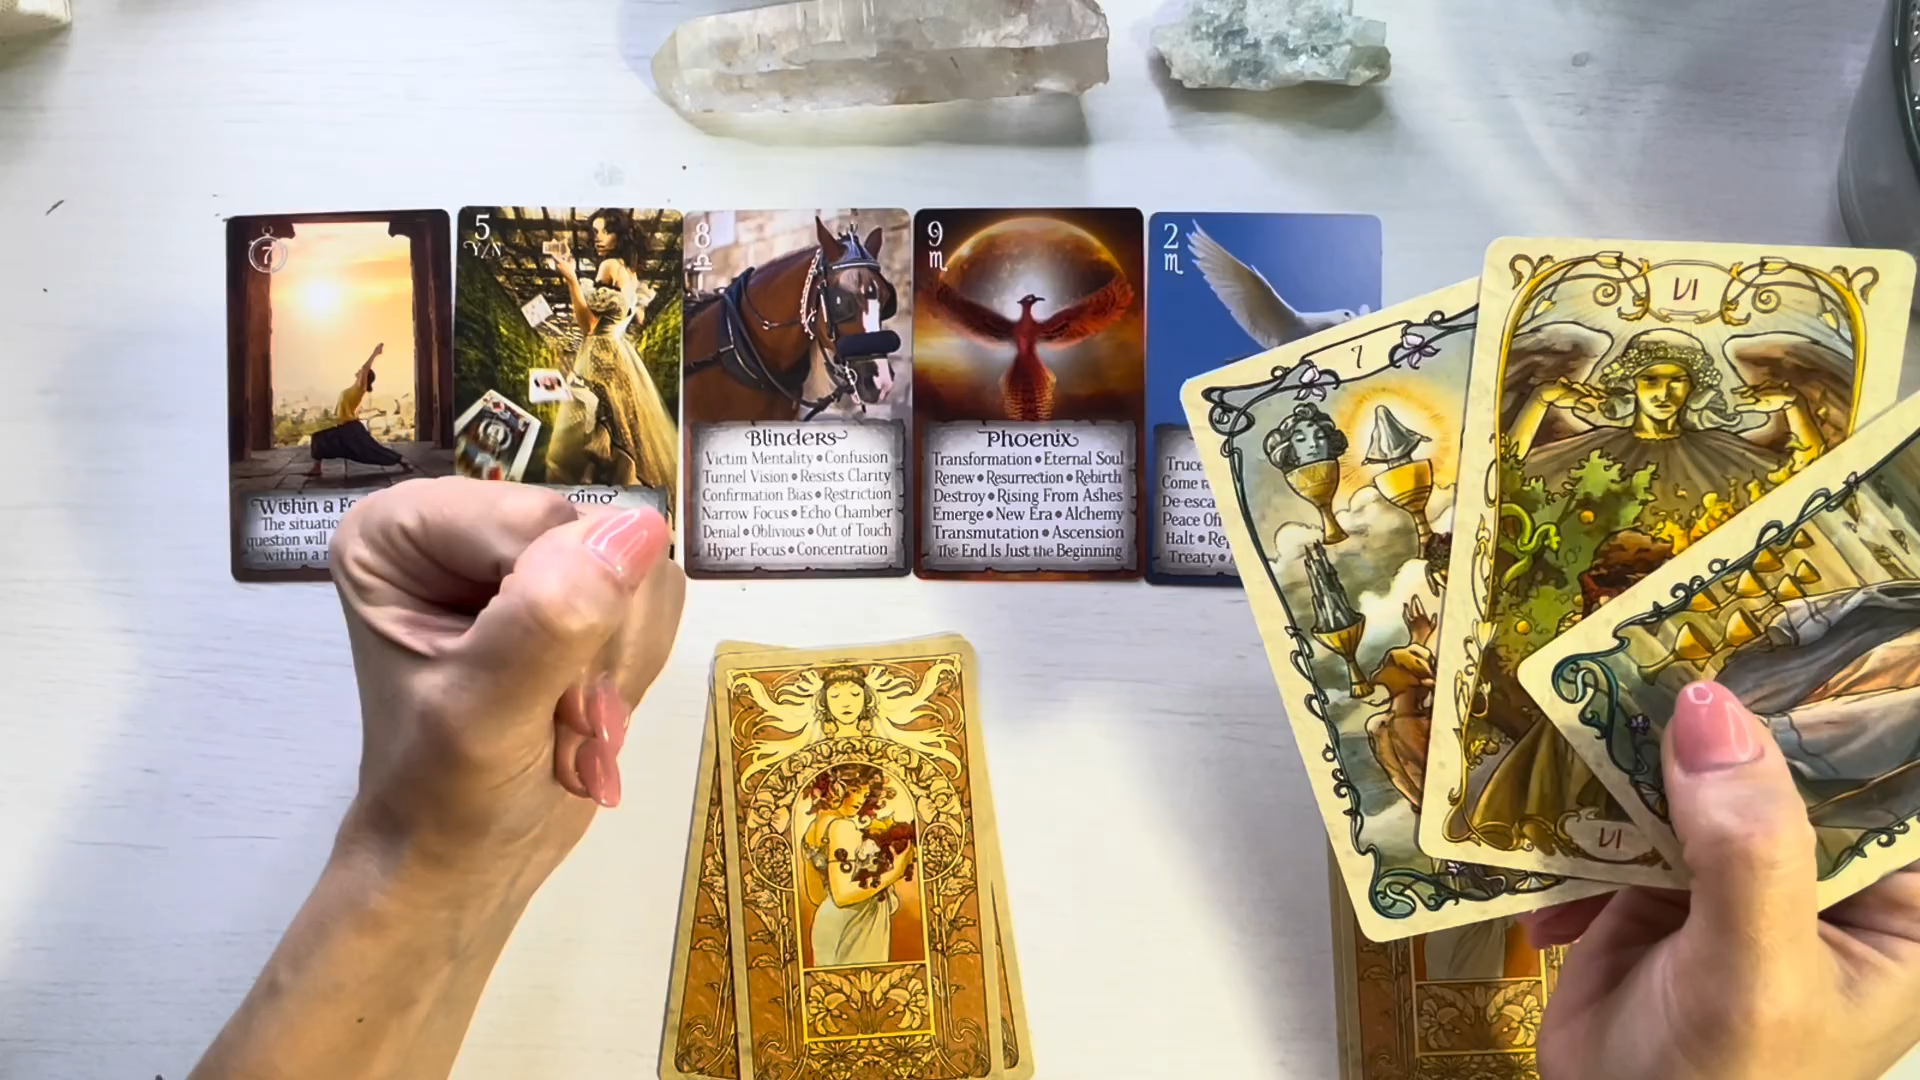 7
Within a
The situatio
question will
within a
5
Y/N
ging
8
♎
Blinders
Victim Mentality • Confusion
Tunnel Vision • Resists Clarity
Confirmation Bias • Restriction
Narrow Focus • Echo Chamber
Denial • Oblivious • Out of Touch
Hyper Focus • Concentration
9
♏
Phoenix
Transformation • Eternal Soul
Renew • Resurrection • Rebirth
Destroy • Rising From Ashes
Emerge • New Era • Alchemy
Transmutation • Ascension
The End Is Just the Beginning
2
♏
Truce
Come
De-esca
Peace Of
Halt • Re
Treaty •
7
VI
VI